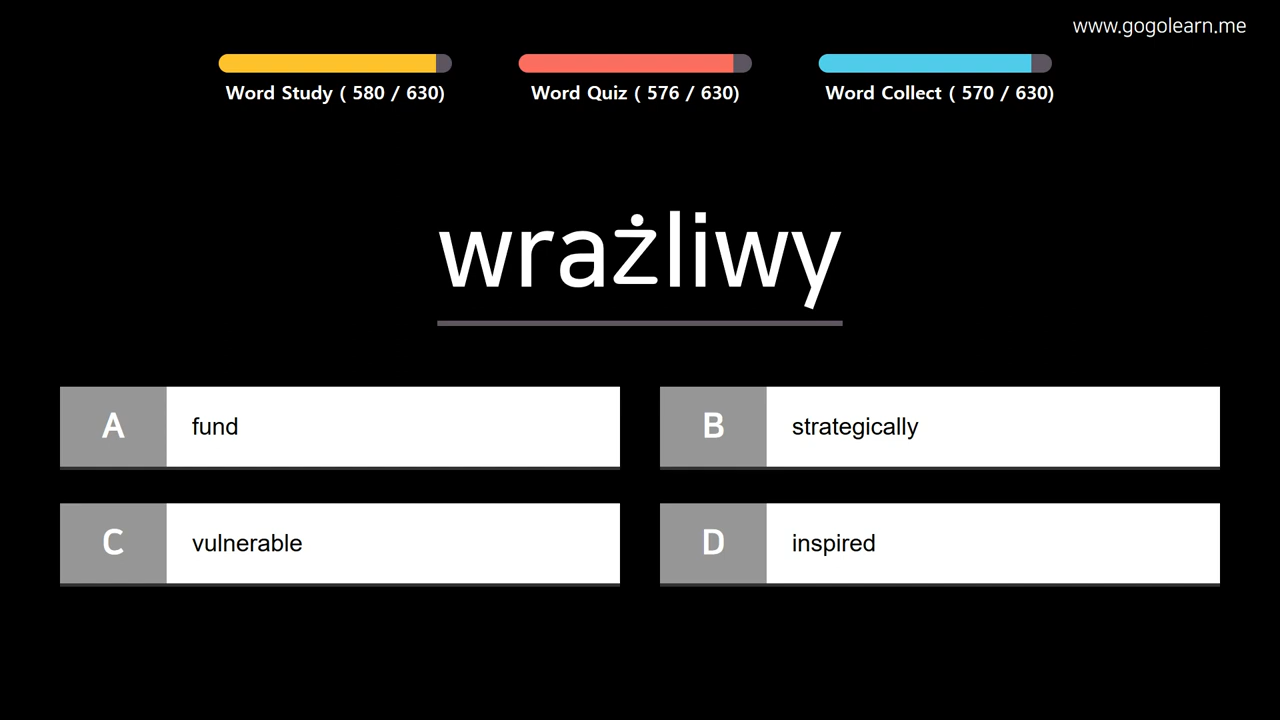 www.gogolearn.me
Word Study ( 580 / 630)
Word Quiz ( 576 / 630)
Word Collect ( 570 / 630)
wrażliwy
A fund
B strategically
C vulnerable
D inspired